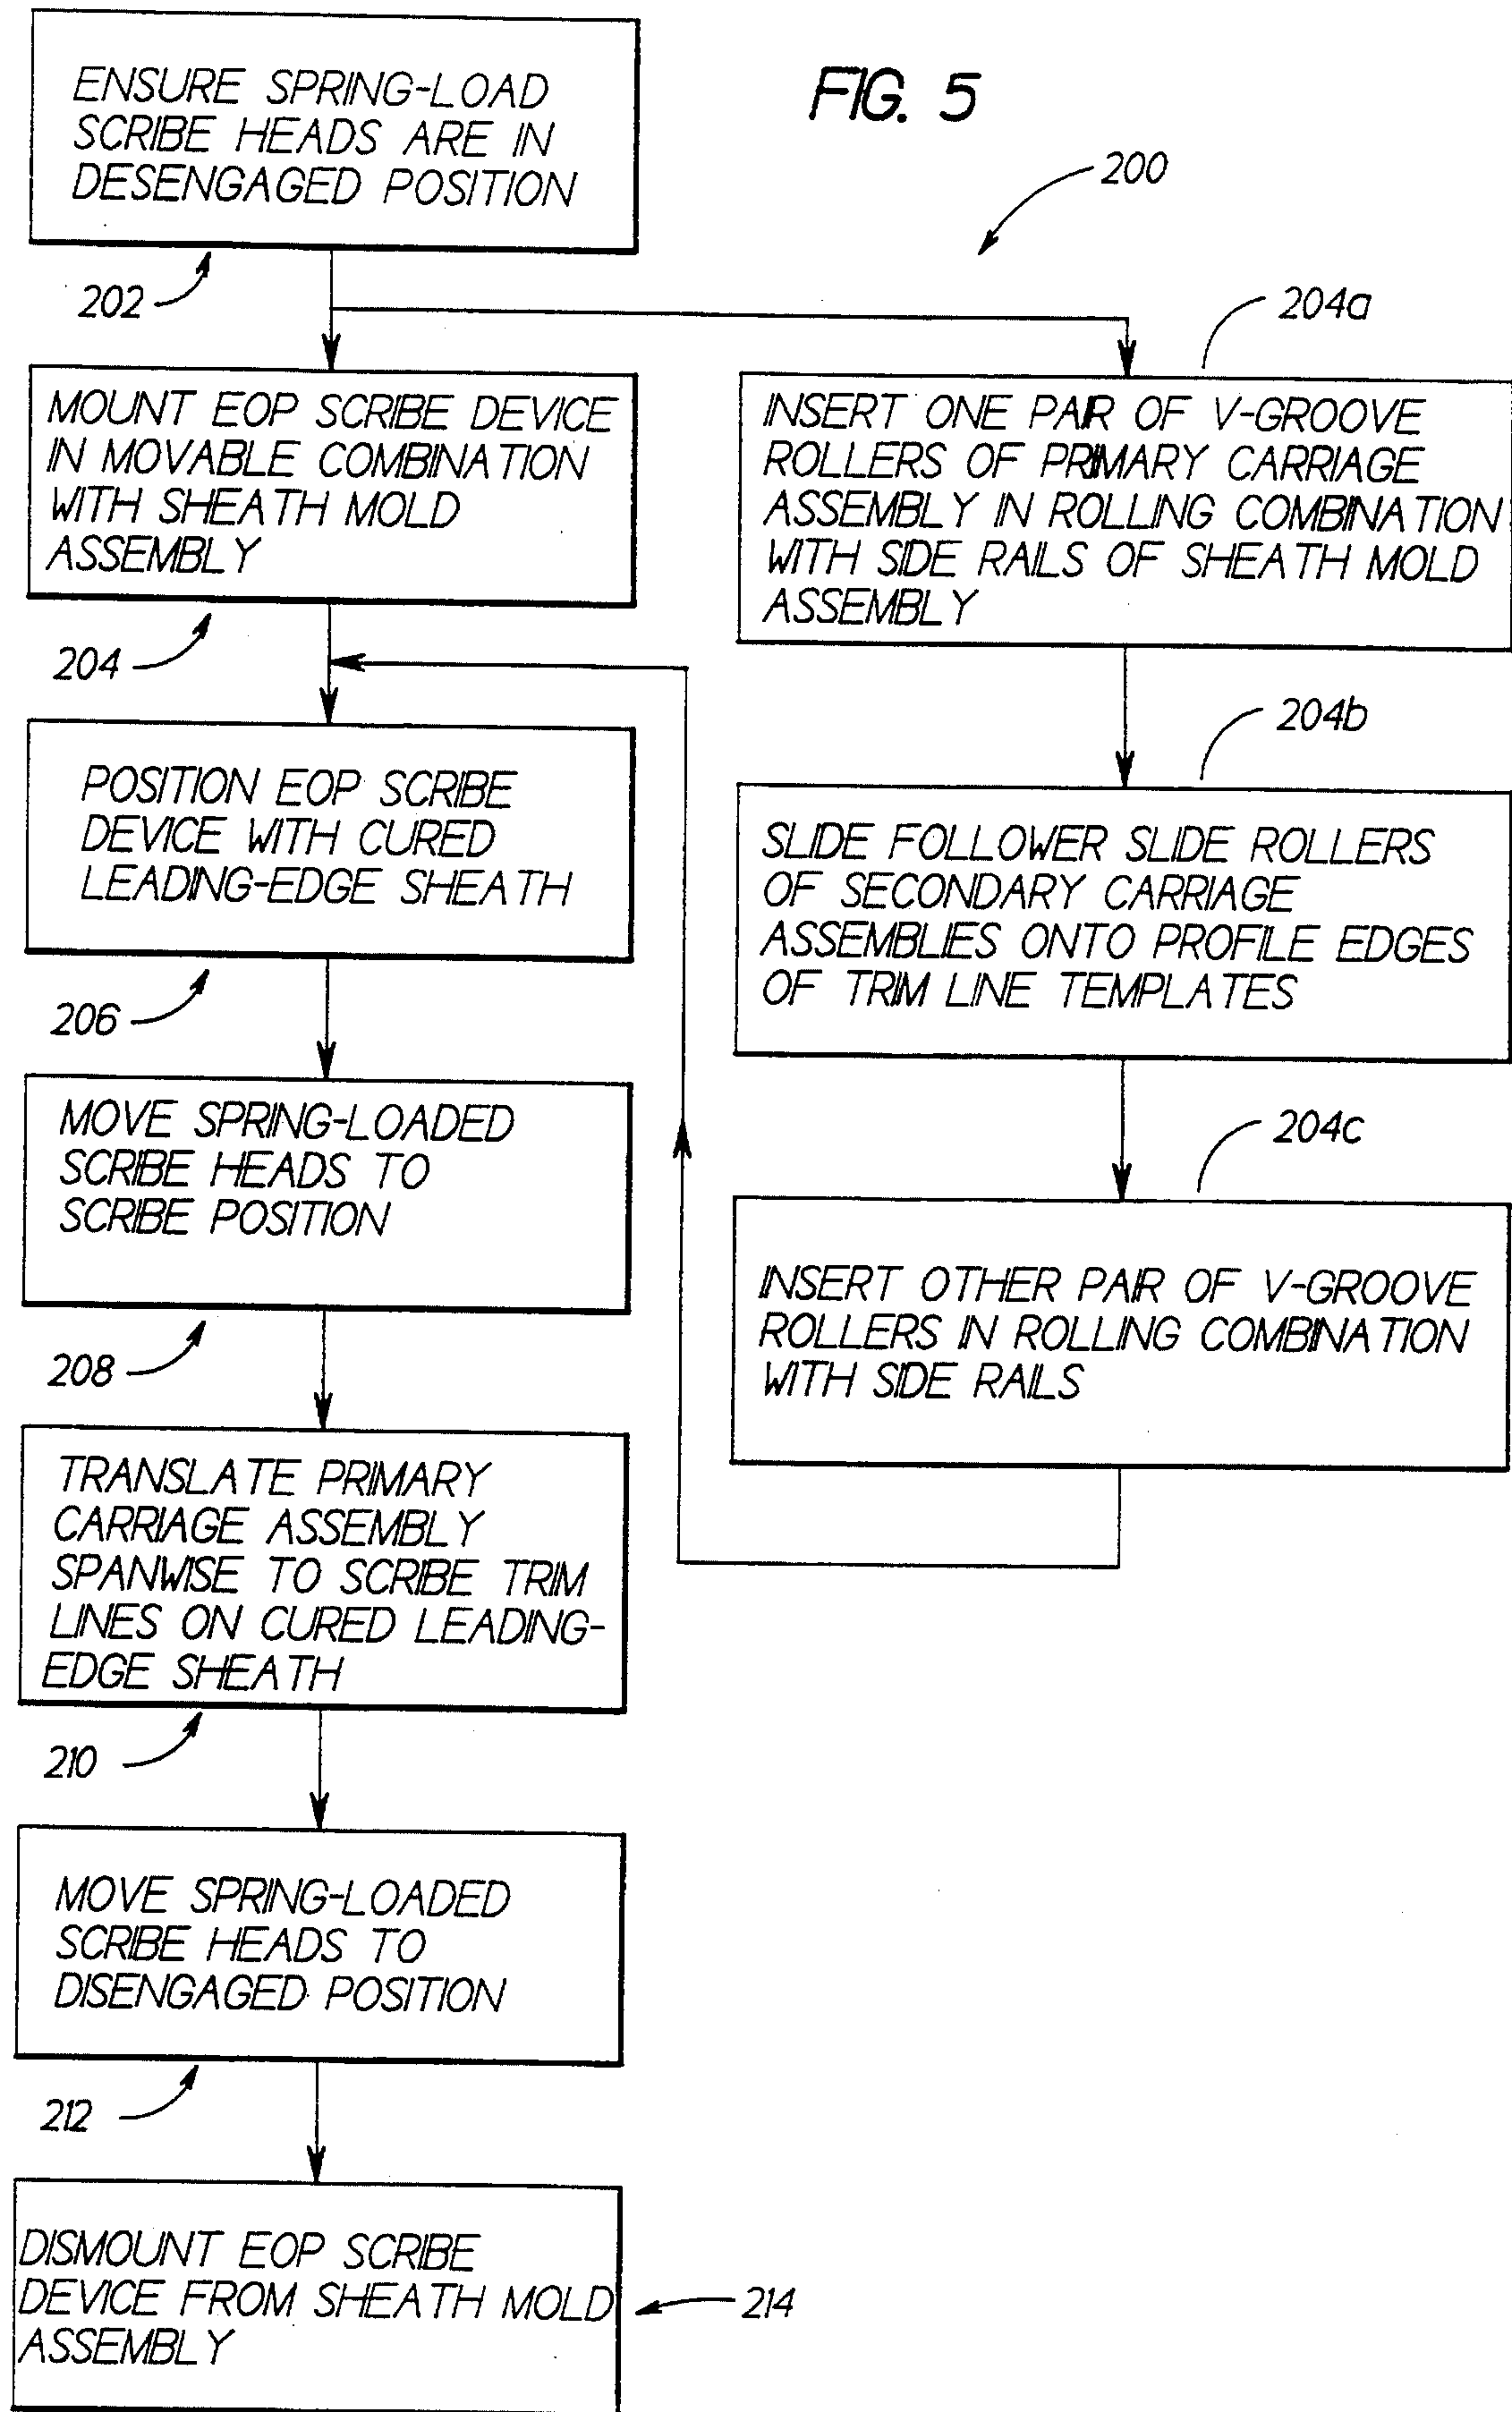 FIG. 5
200
ENSURE SPRING-LOAD
SCRIBE HEADS ARE IN
DESENGAGED POSITION
202
MOUNT EOP SCRIBE DEVICE
IN MOVABLE COMBINATION
WITH SHEATH MOLD
ASSEMBLY
204
204a
INSERT ONE PAIR OF V-GROOVE
ROLLERS OF PRIMARY CARRIAGE
ASSEMBLY IN ROLLING COMBINATION
WITH SIDE RAILS OF SHEATH MOLD
ASSEMBLY
204b
SLIDE FOLLOWER SLIDE ROLLERS
OF SECONDARY CARRIAGE
ASSEMBLIES ONTO PROFILE EDGES
OF TRIM LINE TEMPLATES
204c
INSERT OTHER PAIR OF V-GROOVE
ROLLERS IN ROLLING COMBINATION
WITH SIDE RAILS
POSITION EOP SCRIBE
DEVICE WITH CURED
LEADING-EDGE SHEATH
206
MOVE SPRING-LOADED
SCRIBE HEADS TO
SCRIBE POSITION
208
TRANSLATE PRIMARY
CARRIAGE ASSEMBLY
SPANWISE TO SCRIBE TRIM
LINES ON CURED LEADING-
EDGE SHEATH
210
MOVE SPRING-LOADED
SCRIBE HEADS TO
DISENGAGED POSITION
212
DISMOUNT EOP SCRIBE
DEVICE FROM SHEATH MOLD
ASSEMBLY
214